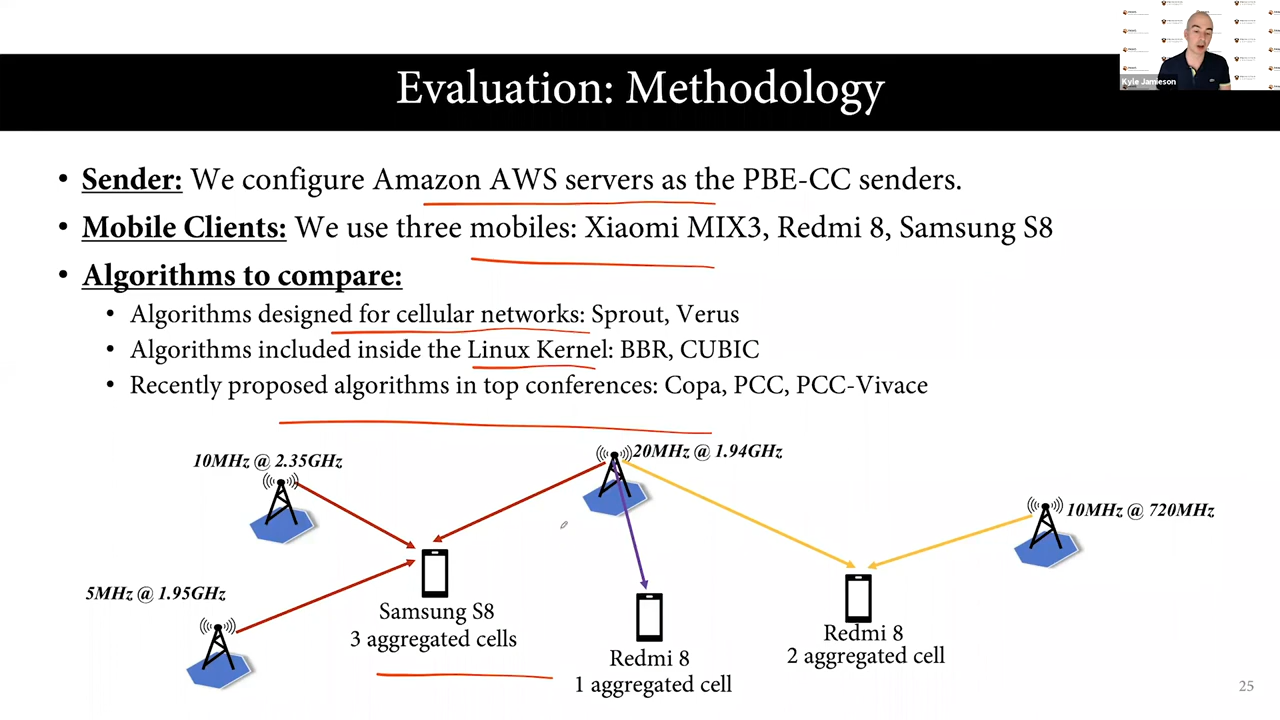 Evaluation: Methodology
Kyle Jamieson
• Sender: We configure Amazon AWS servers as the PBE-CC senders.
• Mobile Clients: We use three mobiles: Xiaomi MIX3, Redmi 8, Samsung S8
• Algorithms to compare:
• Algorithms designed for cellular networks: Sprout, Verus
• Algorithms included inside the Linux Kernel: BBR, CUBIC
• Recently proposed algorithms in top conferences: Copa, PCC, PCC-Vivace
10MHz @ 2.35GHz
20MHz @ 1.94GHz
10MHz @ 720MHz
5MHz @ 1.95GHz
Samsung S8
3 aggregated cells
Redmi 8
1 aggregated cell
Redmi 8
2 aggregated cell
25